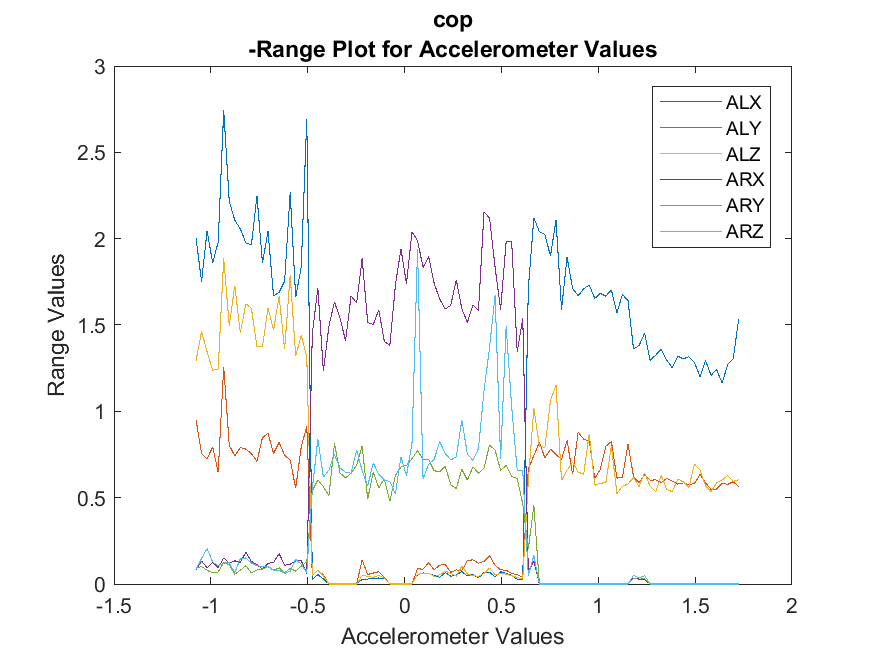 cop
-Range Plot for Accelerometer Values
3
2.5
2
1.5
1
0.5
0
-1.5
-1
-0.5
0
0.5
1
1.5
2
Range Values
Accelerometer Values
ALX
ALY
ALZ
ARX
ARY
ARZ